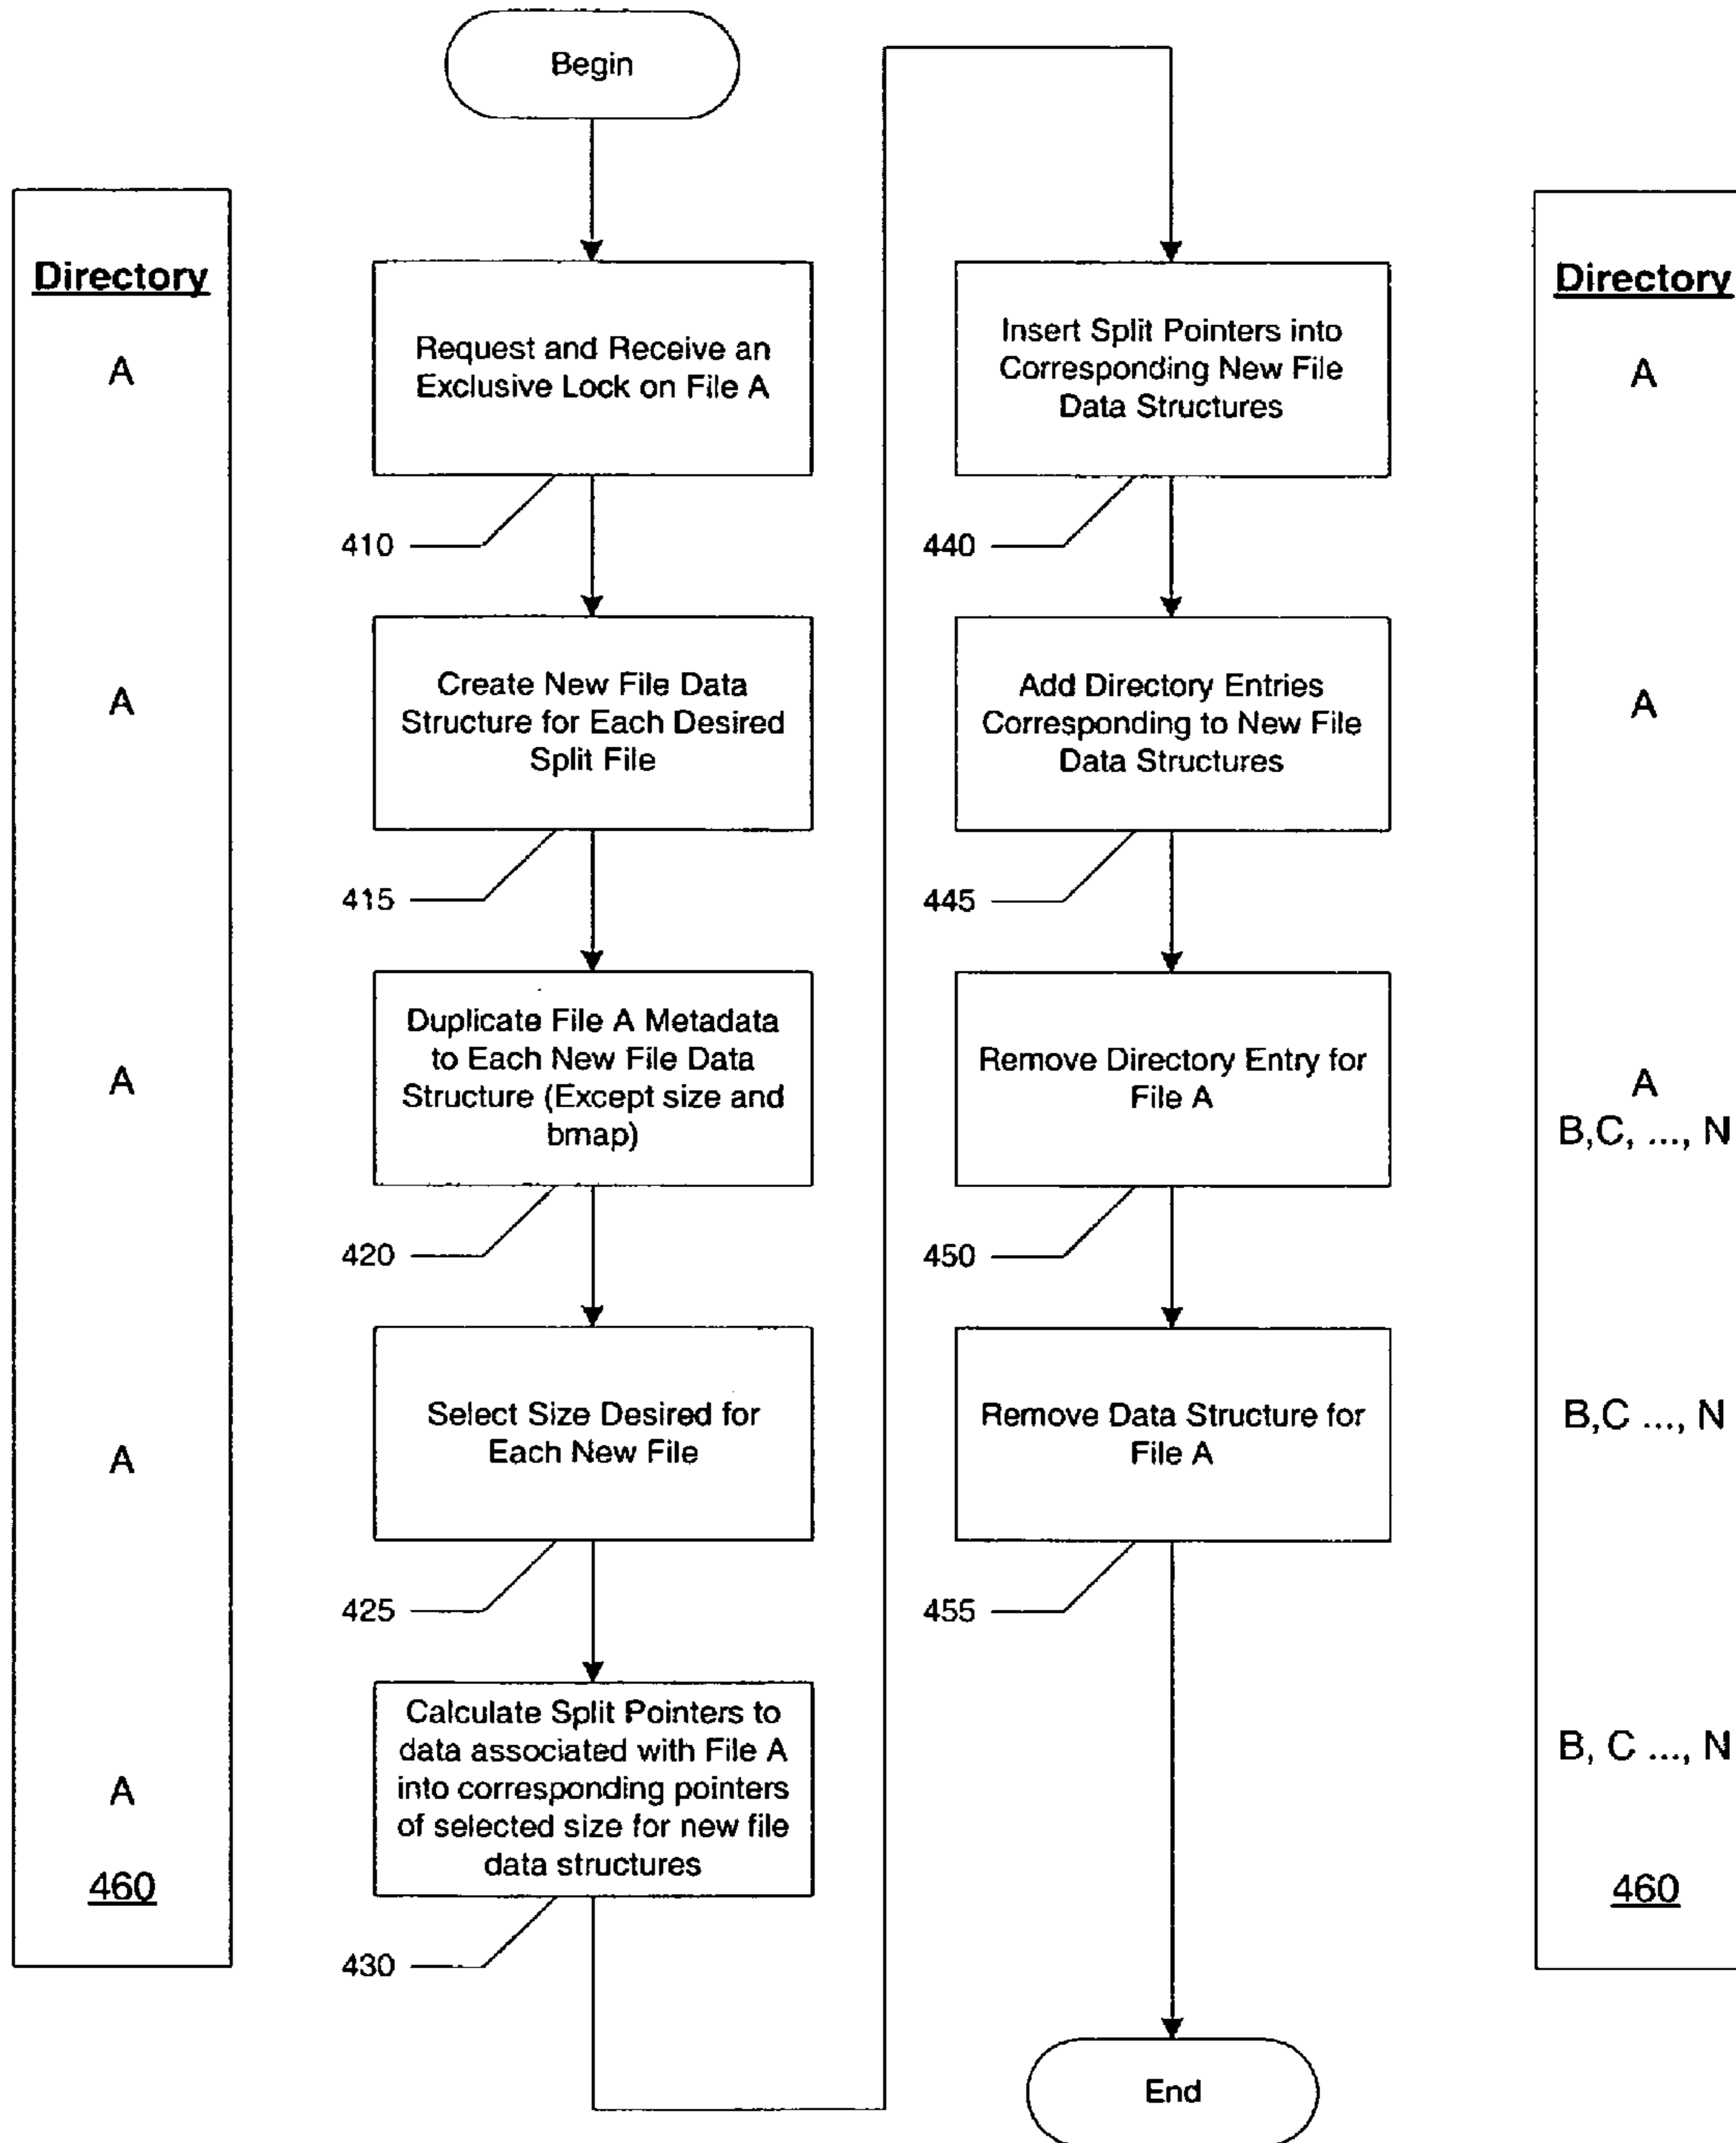 Begin
Directory
A
A
A
A
A
460
Request and Receive an
Exclusive Lock on File A
410
Create New File Data
Structure for Each Desired
Split File
415
Duplicate File A Metadata
to Each New File Data
Structure (Except size and
bmap)
420
Select Size Desired for
Each New File
425
Calculate Split Pointers to
data associated with File A
into corresponding pointers
of selected size for new file
data structures
430
Insert Split Pointers into
Corresponding New File
Data Structures
440
Add Directory Entries
Corresponding to New File
Data Structures
445
Remove Directory Entry for
File A
450
Remove Data Structure for
File A
455
End
Directory
A
A
A
B,C, ..., N
B,C ..., N
B, C ..., N
460